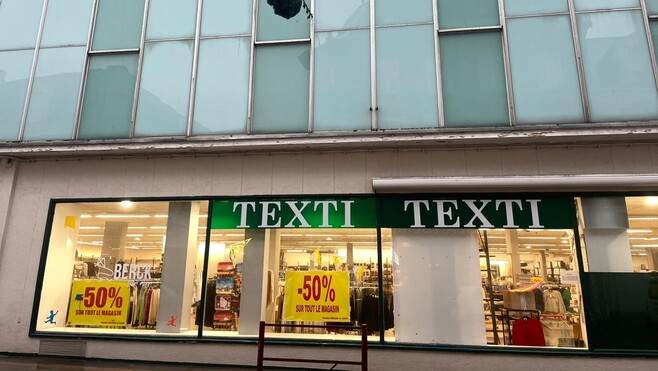 TEXTI
TEXTI
BERCK
-50%
SUR TOUT LE MAGASIN
-50%
SUR TOUT LE MAGASIN